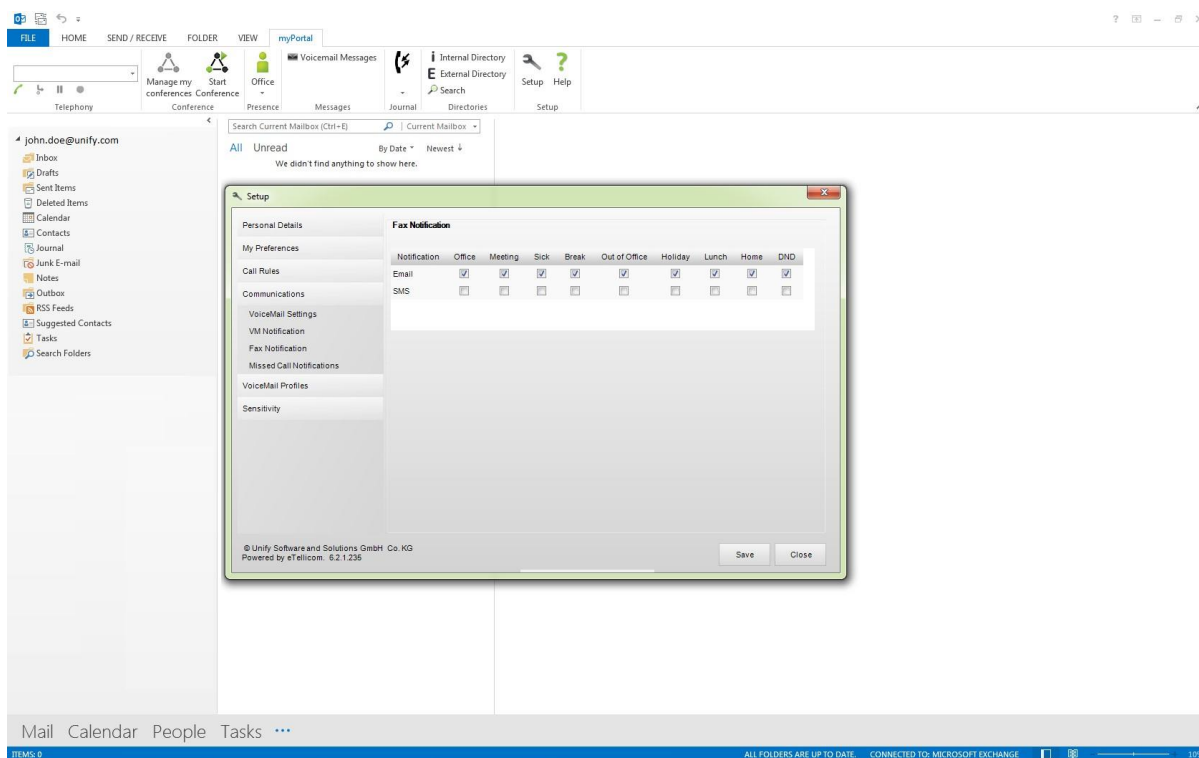 FILE HOME SEND / RECEIVE FOLDER VIEW myPortal
Manage my conferences
Start Conference
Office
Voicemail Messages
Internal Directory
External Directory
Search
Setup Help
Telephony Conference Presence Messages Journal Directories Setup
john.doe@unify.com
Inbox
Drafts
Sent Items
Deleted Items
Calendar
Contacts
Journal
Junk E-mail
Notes
Outbox
RSS Feeds
Suggested Contacts
Tasks
Search Folders
Search Current Mailbox (Ctrl+E) Current Mailbox
All Unread By Date Newest
We didn't find anything to show here.
Setup
Personal Details
My Preferences
Call Rules
Communications
VoiceMail Settings
VM Notification
Fax Notification
Missed Call Notifications
VoiceMail Profiles
Sensitivity
Fax Notification
Notification Office Meeting Sick Break Out of Office Holiday Lunch Home DND
Email
SMS
© Unify Software and Solutions GmbH Co. KG
Powered by eTellicom. 6.2.1.235
Save Close
Mail Calendar People Tasks ...
ITEMS: 0 ALL FOLDERS ARE UP TO DATE. CONNECTED TO: MICROSOFT EXCHANGE